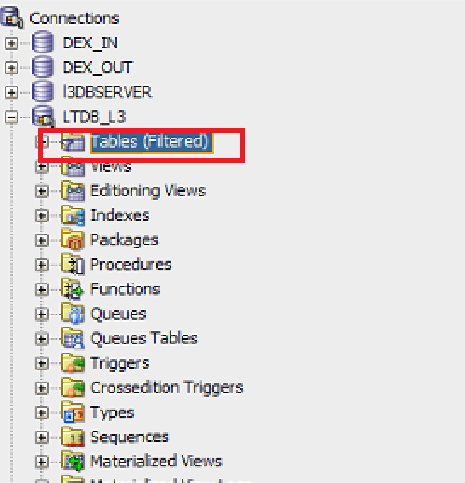 Connections
DEX_IN
DEX_OUT
l3DBSERVER
LTDB_L3
Tables (Filtered)
Views
Editioning Views
Indexes
Packages
Procedures
Functions
Queues
Queues Tables
Triggers
Crossedition Triggers
Types
Sequences
Materialized Views